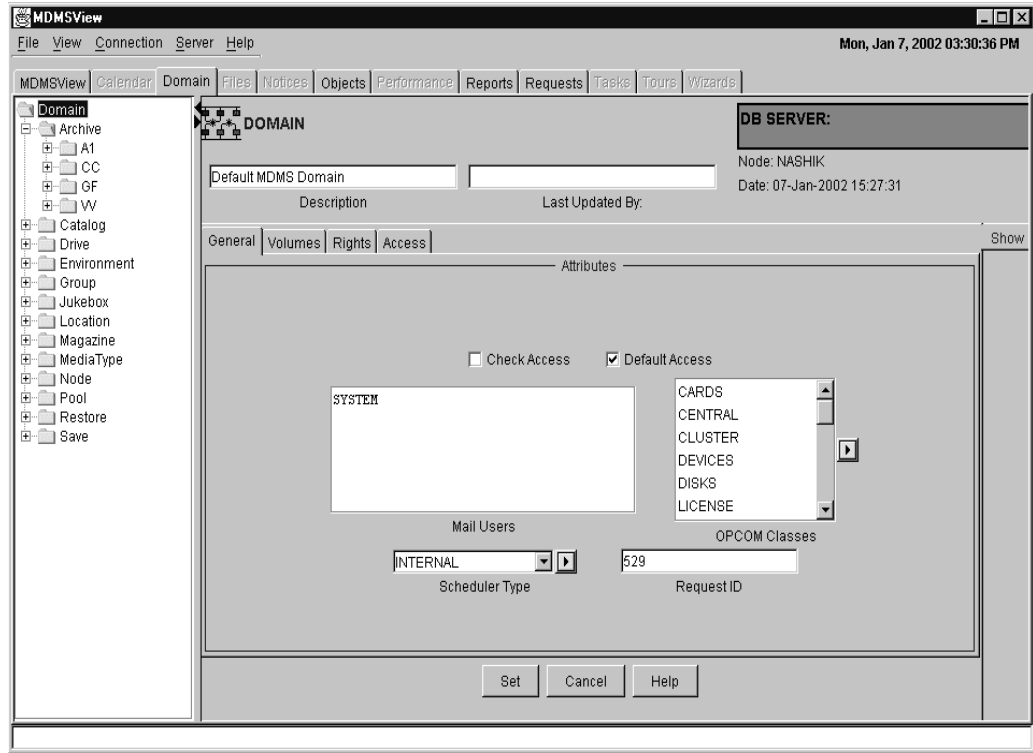 MDMSView
File View Connection Server Help
Mon, Jan 7, 2002 03:30:36 PM
MDMSView Calendar Domain Files Notices Objects Performance Reports Requests Tasks Tours Wizards
Domain
Archive
A1
CC
GF
VV
Catalog
Drive
Environment
Group
Jukebox
Location
Magazine
MediaType
Node
Pool
Restore
Save
DOMAIN
DB SERVER:
Node: NASHIK
Date: 07-Jan-2002 15:27:31
Default MDMS Domain
Description
Last Updated By:
General Volumes Rights Access
Show
Attributes
Check Access
Default Access
SYSTEM
Mail Users
CARDS
CENTRAL
CLUSTER
DEVICES
DISKS
LICENSE
OPCOM Classes
INTERNAL
Scheduler Type
529
Request ID
Set Cancel Help